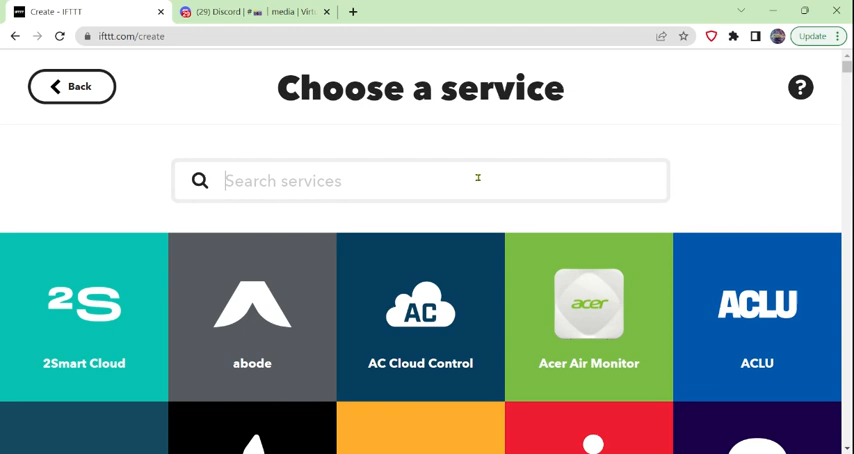 Create - IFTTT
(29) Discord | # | media | Virtu
ifttt.com/create
Update
Back
Choose a service
?
Search services
2S
AC
acer
ACLU
2Smart Cloud
abode
AC Cloud Control
Acer Air Monitor
ACLU